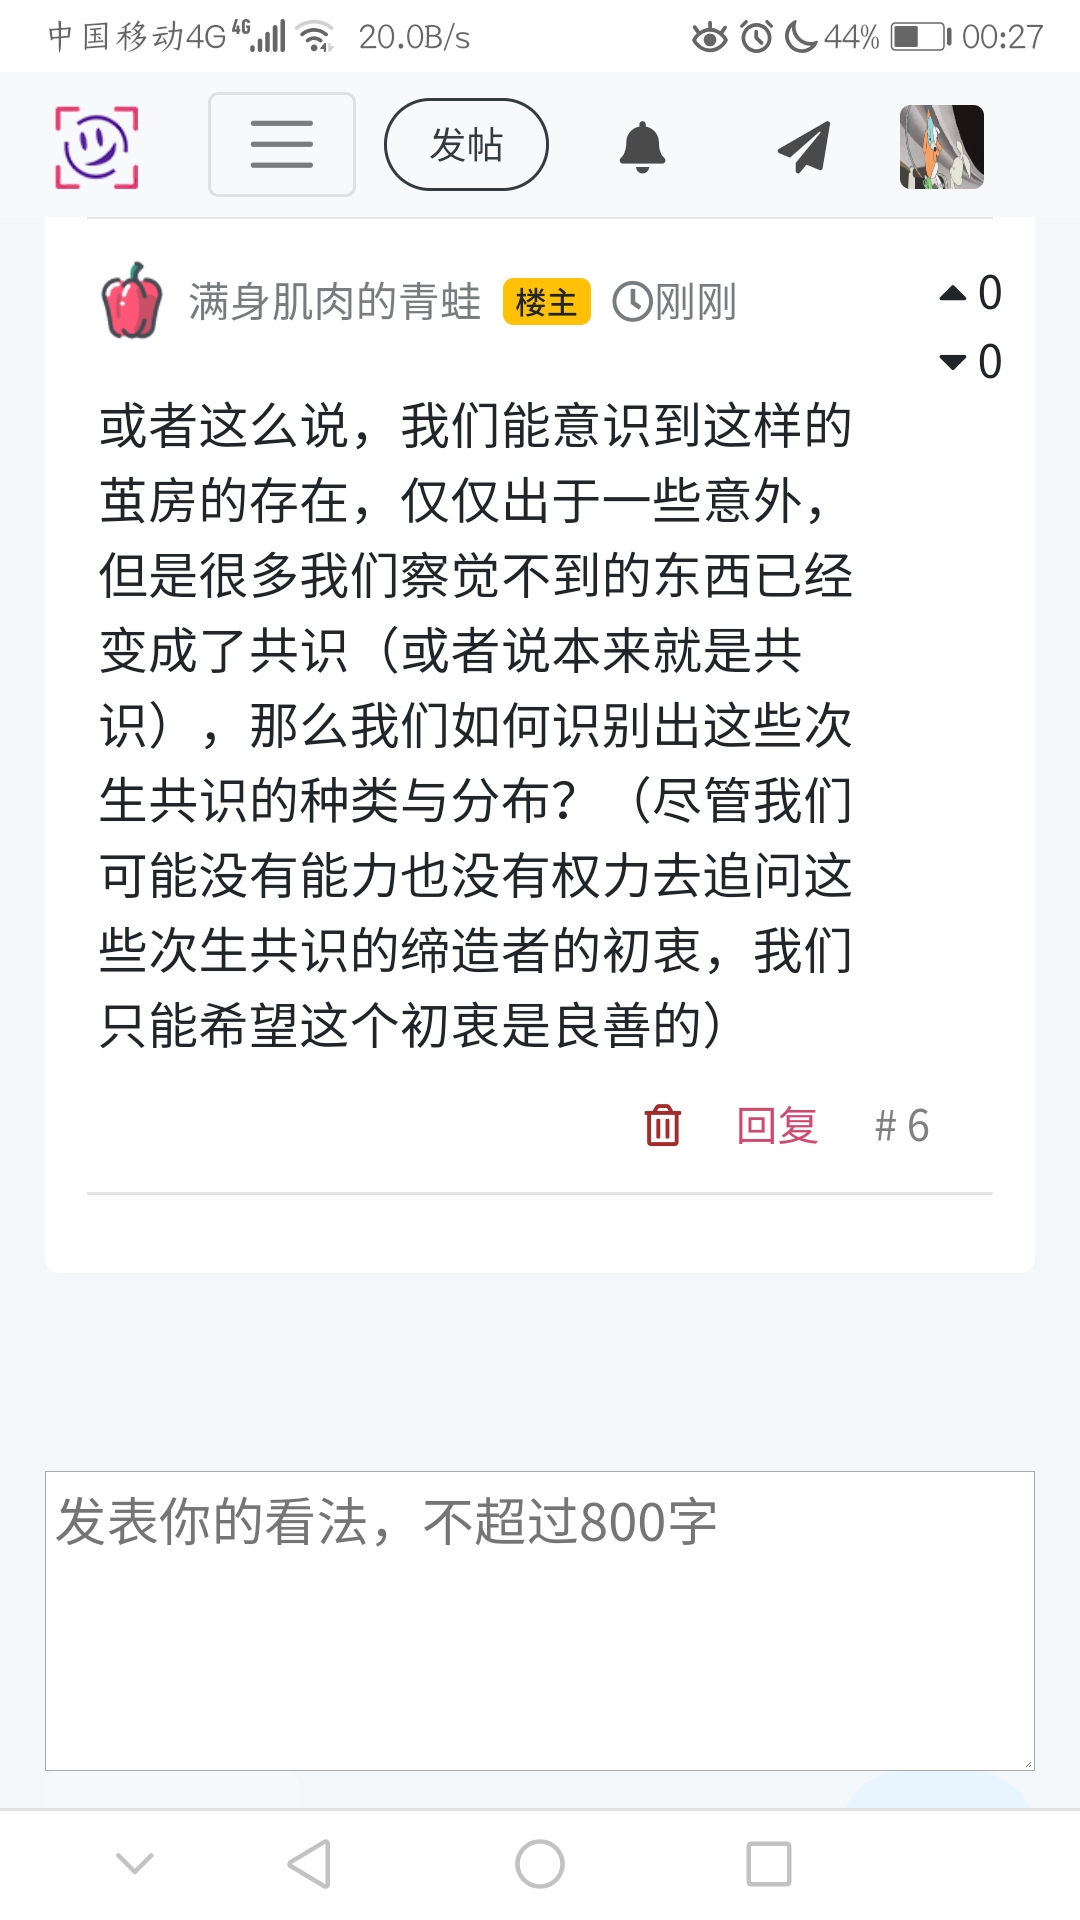 中国移动4G 4G 20.0B/s 44% 00:27
发帖
满身肌肉的青蛙 楼主 刚刚 0
0
或者这么说，我们能意识到这样的
茧房的存在，仅仅出于一些意外，
但是很多我们察觉不到的东西已经
变成了共识（或者说本来就是共
识），那么我们如何识别出这些次
生共识的种类与分布？（尽管我们
可能没有能力也没有权力去追问这
些次生共识的缔造者的初衷，我们
只能希望这个初衷是良善的）
回复 # 6
发表你的看法，不超过800字